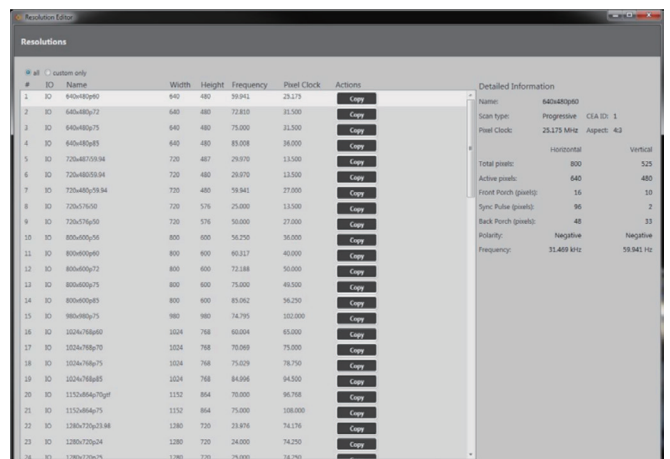 Resolution Editor
Resolutions
all custom only
# IO Name Width Height Frequency Pixel Clock Actions
1 IO 640x480p60 640 480 59.941 25.175 Copy
2 IO 640x480p72 640 480 72.810 31.500 Copy
3 IO 640x480p75 640 480 75.000 31.500 Copy
4 IO 640x480p85 640 480 83.008 36.000 Copy
5 IO 720x487i59.94 720 487 29.970 13.500 Copy
6 IO 720x480i59.94 720 480 29.970 13.500 Copy
7 IO 720x480p59.94 720 480 59.941 27.000 Copy
8 IO 720x576i50 720 576 25.000 13.500 Copy
9 IO 720x576p50 720 576 50.000 27.000 Copy
10 IO 800x600p56 800 600 56.250 36.000 Copy
11 IO 800x600p60 800 600 60.317 40.000 Copy
12 IO 800x600p72 800 600 72.188 50.000 Copy
13 IO 800x600p75 800 600 75.000 49.500 Copy
14 IO 800x600p85 800 600 85.062 56.250 Copy
15 IO 980x980p75 980 980 74.795 102.000 Copy
16 IO 1024x768p60 1024 768 60.004 65.000 Copy
17 IO 1024x768p70 1024 768 70.069 75.000 Copy
18 IO 1024x768p75 1024 768 75.029 78.750 Copy
19 IO 1024x768p85 1024 768 84.996 94.500 Copy
20 IO 1152x864p70gtf 1152 864 70.000 96.768 Copy
21 IO 1152x864p75 1152 864 75.000 108.000 Copy
22 IO 1280x720p23.98 1280 720 23.976 74.176 Copy
23 IO 1280x720p24 1280 720 24.000 74.250 Copy
24 IO 1280x720p25 1280 720 25.000 74.250 Copy
Detailed Information
Name: 640x480p60
Scan type: Progressive CEA ID: 1
Pixel Clock: 25.175 MHz Aspect: 4:3
Horizontal Vertical
Total pixels: 800 525
Active pixels: 640 480
Front Porch (pixels): 16 10
Sync Pulse (pixels): 96 2
Back Porch (pixels): 48 33
Polarity: Negative Negative
Frequency: 31.469 kHz 59.941 Hz